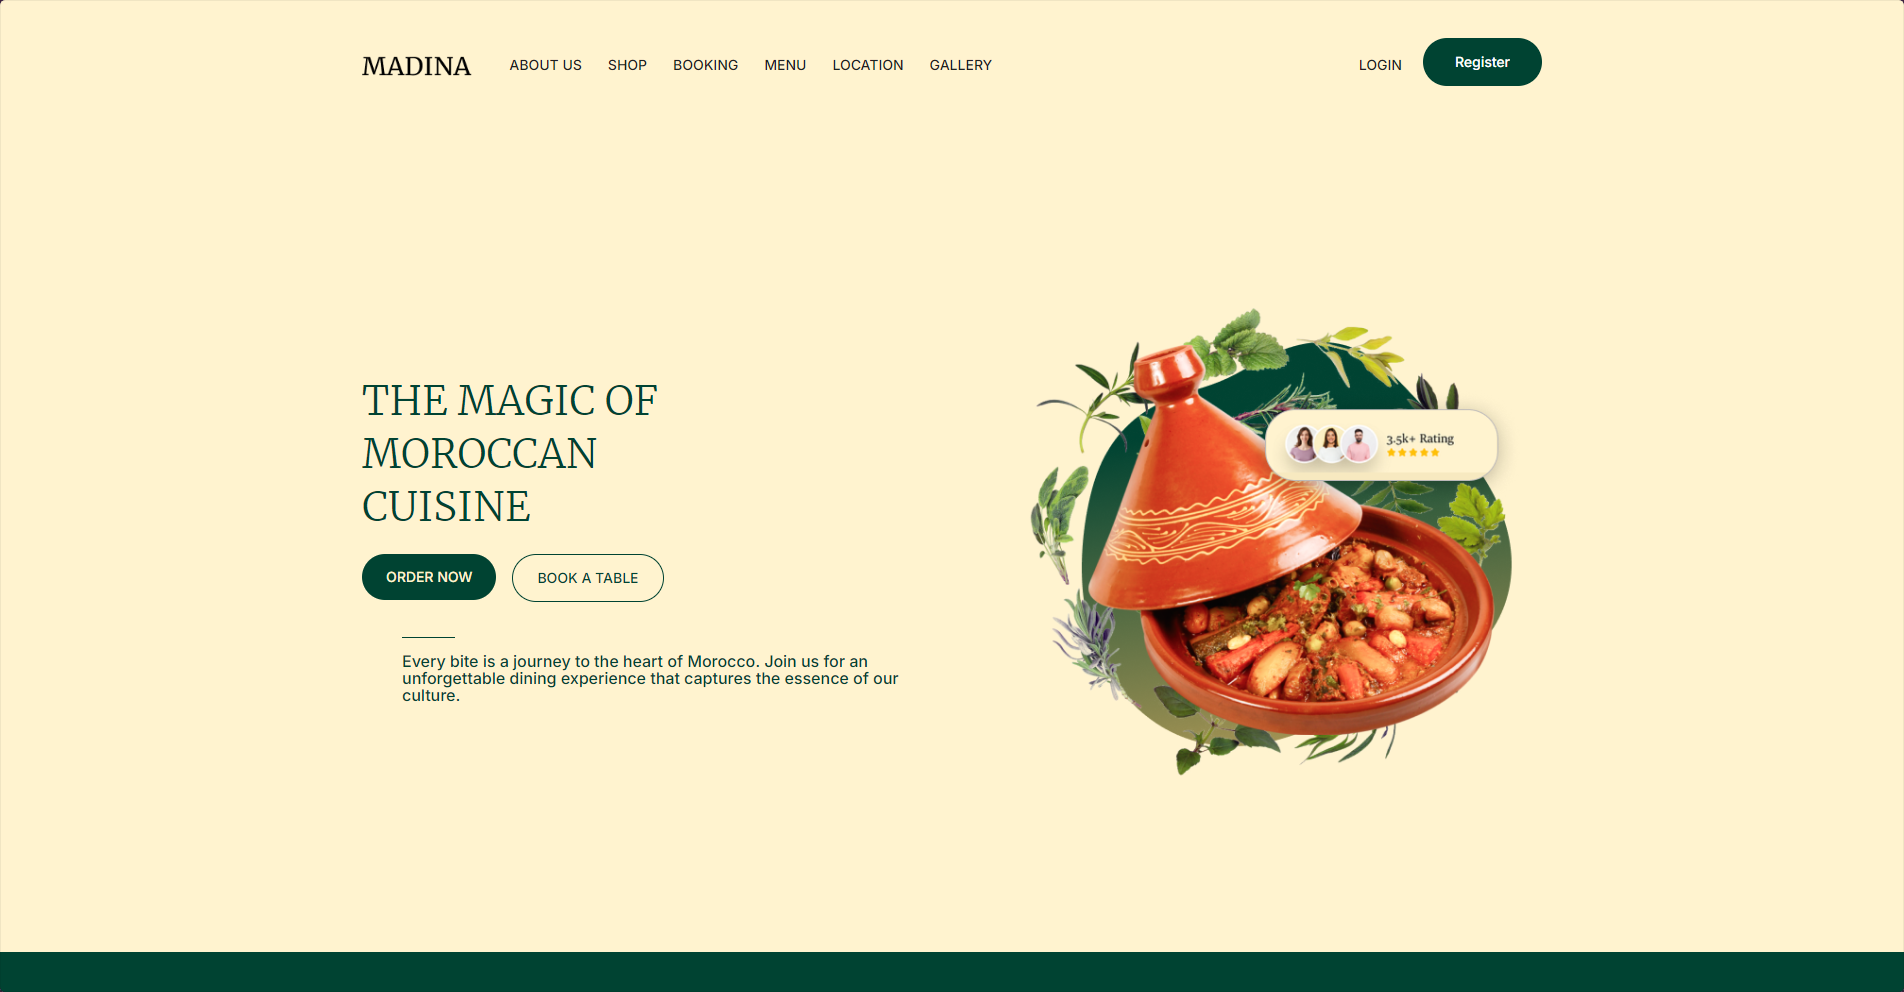 MADINA
ABOUT US
SHOP
BOOKING
MENU
LOCATION
GALLERY
LOGIN
Register
THE MAGIC OF
MOROCCAN
CUISINE
ORDER NOW
BOOK A TABLE
Every bite is a journey to the heart of Morocco. Join us for an
unforgettable dining experience that captures the essence of our
culture.
3.5k+ Rating